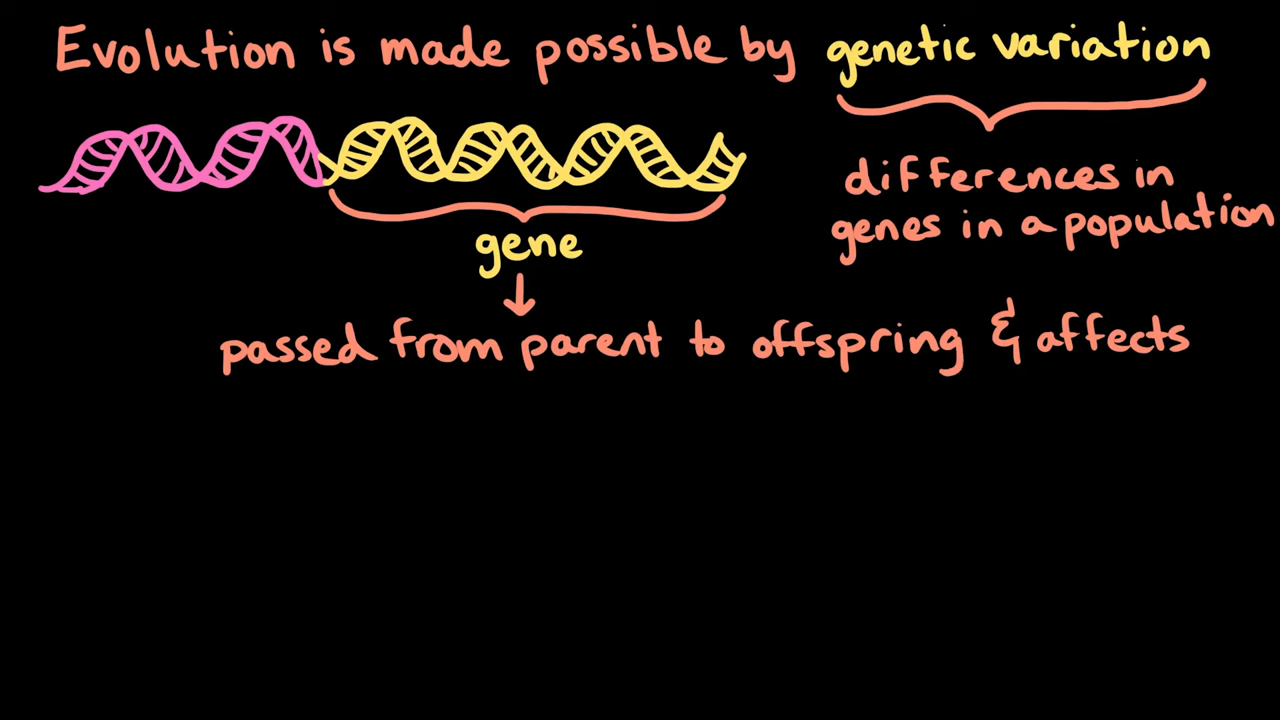 Evolution is made possible by genetic variation
differences in
genes in a population
gene
passed from parent to offspring & affects